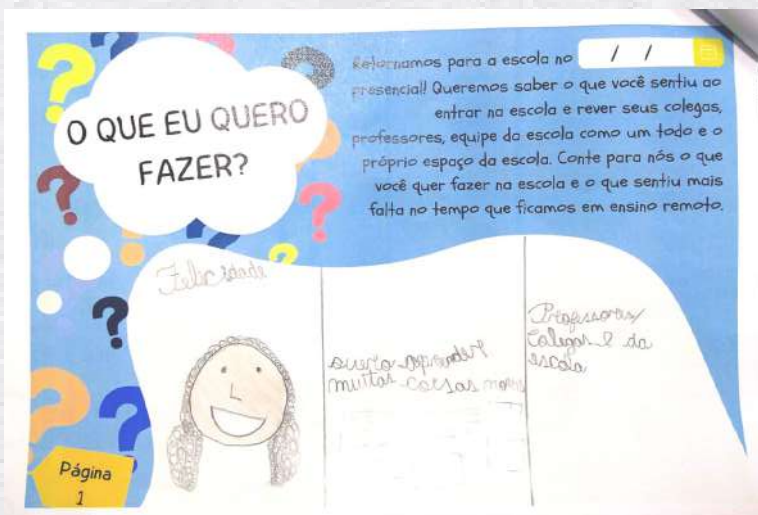 O QUE EU QUERO
FAZER?
Retornamos para a escola no / /
presencial! Queremos saber o que você sentiu ao
entrar na escola e rever seus colegas,
professores, equipe da escola como um todo e o
próprio espaço da escola. Conte para nós o que
você quer fazer na escola e o que sentiu mais
falta no tempo que ficamos em ensino remoto.
Felicidade
quero aprender
muitas coisas novas
Professores
Colegas e da
escola
Página
1